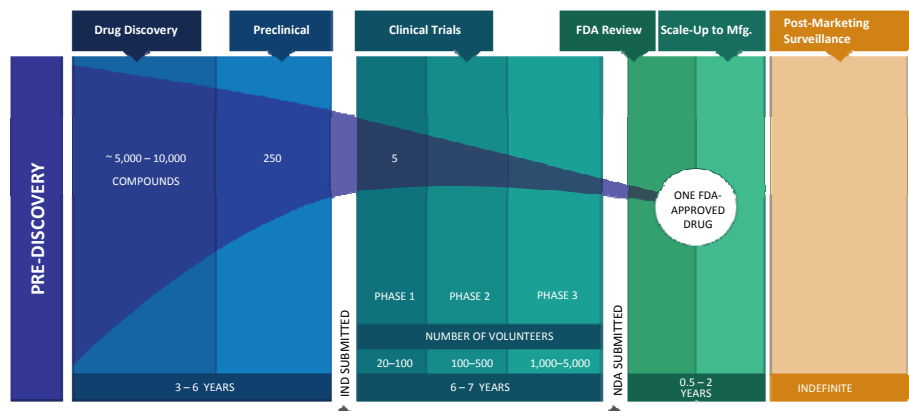 Drug Discovery
Preclinical
Clinical Trials
FDA Review
Scale-Up to Mfg.
Post-Marketing
Surveillance
PRE-DISCOVERY
~ 5,000 – 10,000
COMPOUNDS
250
5
ONE FDA-
APPROVED
DRUG
PHASE 1
PHASE 2
PHASE 3
NUMBER OF VOLUNTEERS
20–100
100–500
1,000–5,000
IND SUBMITTED
NDA SUBMITTED
3 – 6 YEARS
6 – 7 YEARS
0.5 – 2
YEARS
INDEFINITE